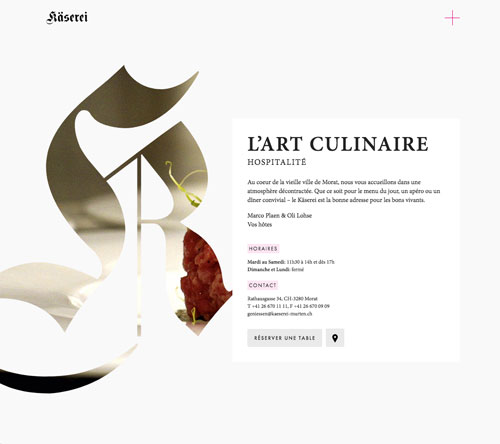 Käserei
L'ART CULINAIRE
HOSPITALITÉ
Au coeur de la vieille ville de Morat, nous vous accueillons dans une
atmosphère décontractée. Que ce soit pour le menu du jour, un apéro ou un
dîner convivial – le Käserei est la bonne adresse pour les bons vivants.
Marco Plaen & Oli Lohse
Vos hôtes
HORAIRES
Mardi au Samedi: 11h30 à 14h et dès 17h
Dimanche et Lundi: fermé
CONTACT
Rathausgasse 34, CH-3280 Morat
T +41 26 670 11 11, F +41 26 670 09 09
geniessen@kaeserei-murten.ch
RÉSERVER UNE TABLE